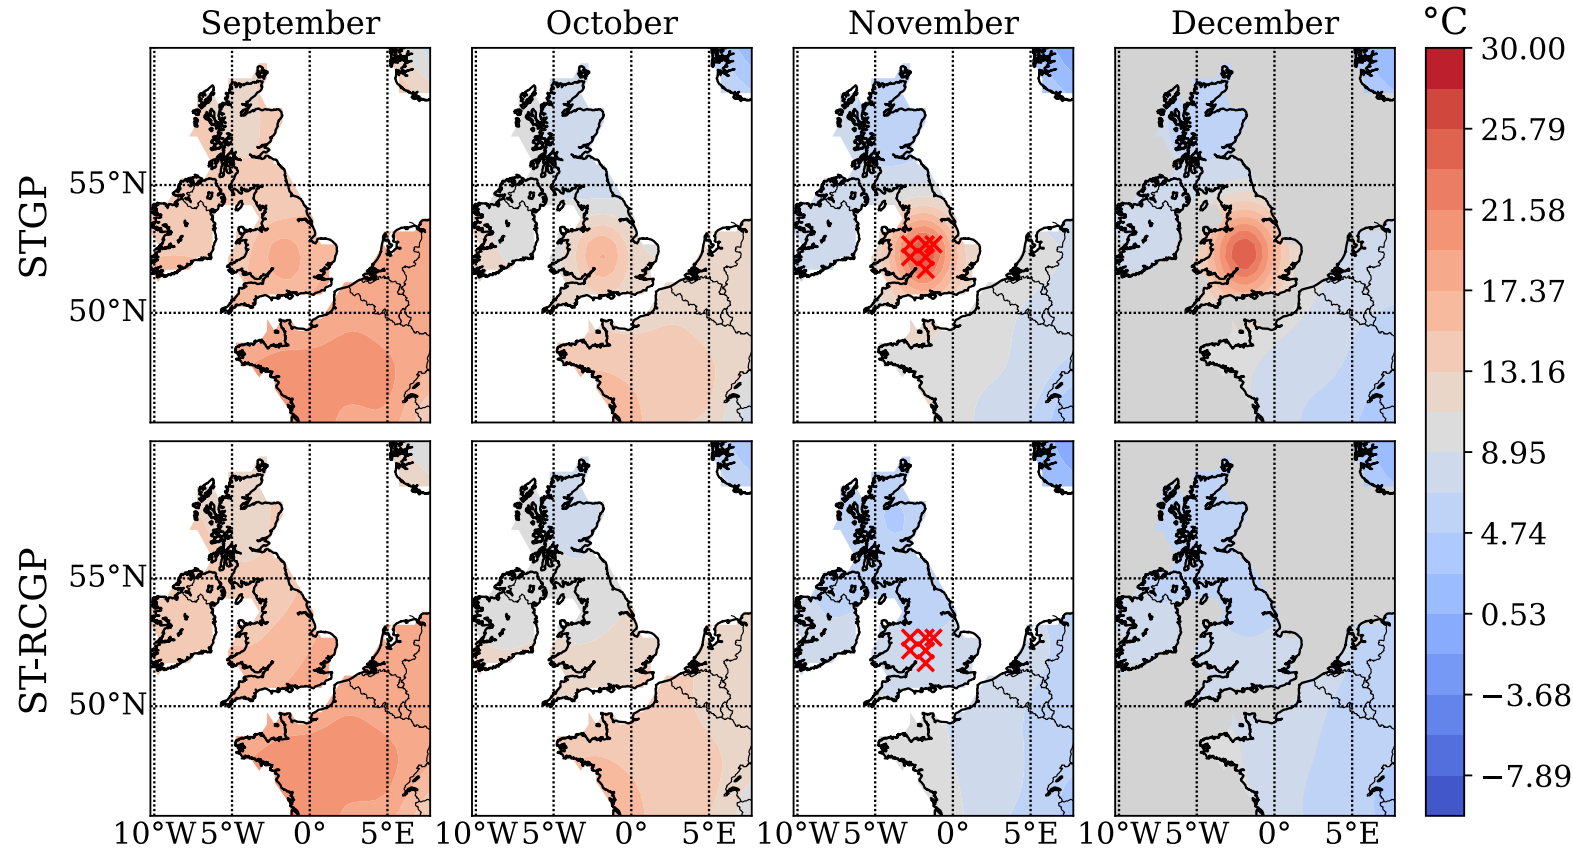 September October November December °C
STGP
55°N
50°N
ST-RCGP
55°N
50°N
10°W 5°W 0° 5°E 10°W 5°W 0° 5°E 10°W 5°W 0° 5°E 10°W 5°W 0° 5°E
30.00
25.79
21.58
17.37
13.16
8.95
4.74
0.53
−3.68
−7.89